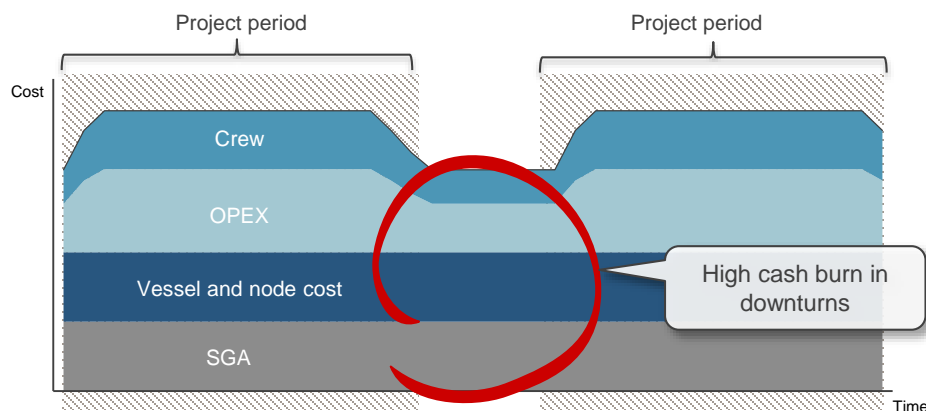 Project period
Project period
Cost
Crew
OPEX
Vessel and node cost
High cash burn in
downturns
SGA
Time